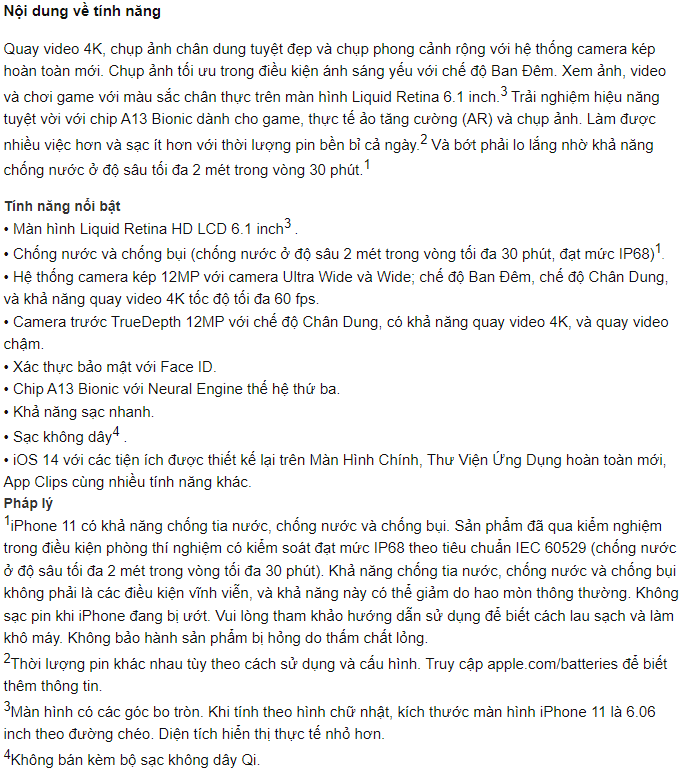 Nội dung về tính năng
Quay video 4K, chụp ảnh chân dung tuyệt đẹp và chụp phong cảnh rộng với hệ thống camera kép
hoàn toàn mới. Chụp ảnh tối ưu trong điều kiện ánh sáng yếu với chế độ Ban Đêm. Xem ảnh, video
và chơi game với màu sắc chân thực trên màn hình Liquid Retina 6.1 inch.³ Trải nghiệm hiệu năng
tuyệt vời với chip A13 Bionic dành cho game, thực tế ảo tăng cường (AR) và chụp ảnh. Làm được
nhiều việc hơn và sạc ít hơn với thời lượng pin bền bỉ cả ngày.² Và bớt phải lo lắng nhờ khả năng
chống nước ở độ sâu tối đa 2 mét trong vòng 30 phút.¹
Tính năng nổi bật
• Màn hình Liquid Retina HD LCD 6.1 inch³ .
• Chống nước và chống bụi (chống nước ở độ sâu 2 mét trong vòng tối đa 30 phút, đạt mức IP68)¹.
• Hệ thống camera kép 12MP với camera Ultra Wide và Wide; chế độ Ban Đêm, chế độ Chân Dung,
và khả năng quay video 4K tốc độ tối đa 60 fps.
• Camera trước TrueDepth 12MP với chế độ Chân Dung, có khả năng quay video 4K, và quay video
chậm.
• Xác thực bảo mật với Face ID.
• Chip A13 Bionic với Neural Engine thế hệ thứ ba.
• Khả năng sạc nhanh.
• Sạc không dây⁴ .
• iOS 14 với các tiện ích được thiết kế lại trên Màn Hình Chính, Thư Viện Ứng Dụng hoàn toàn mới,
App Clips cùng nhiều tính năng khác.
Pháp lý
¹iPhone 11 có khả năng chống tia nước, chống nước và chống bụi. Sản phẩm đã qua kiểm nghiệm
trong điều kiện phòng thí nghiệm có kiểm soát đạt mức IP68 theo tiêu chuẩn IEC 60529 (chống nước
ở độ sâu tối đa 2 mét trong vòng tối đa 30 phút). Khả năng chống tia nước, chống nước và chống bụi
không phải là các điều kiện vĩnh viễn, và khả năng này có thể giảm do hao mòn thông thường. Không
sạc pin khi iPhone đang bị ướt. Vui lòng tham khảo hướng dẫn sử dụng để biết cách lau sạch và làm
khô máy. Không bảo hành sản phẩm bị hỏng do thấm chất lỏng.
²Thời lượng pin khác nhau tùy theo cách sử dụng và cấu hình. Truy cập apple.com/batteries để biết
thêm thông tin.
³Màn hình có các góc bo tròn. Khi tính theo hình chữ nhật, kích thước màn hình iPhone 11 là 6.06
inch theo đường chéo. Diện tích hiển thị thực tế nhỏ hơn.
⁴Không bán kèm bộ sạc không dây Qi.